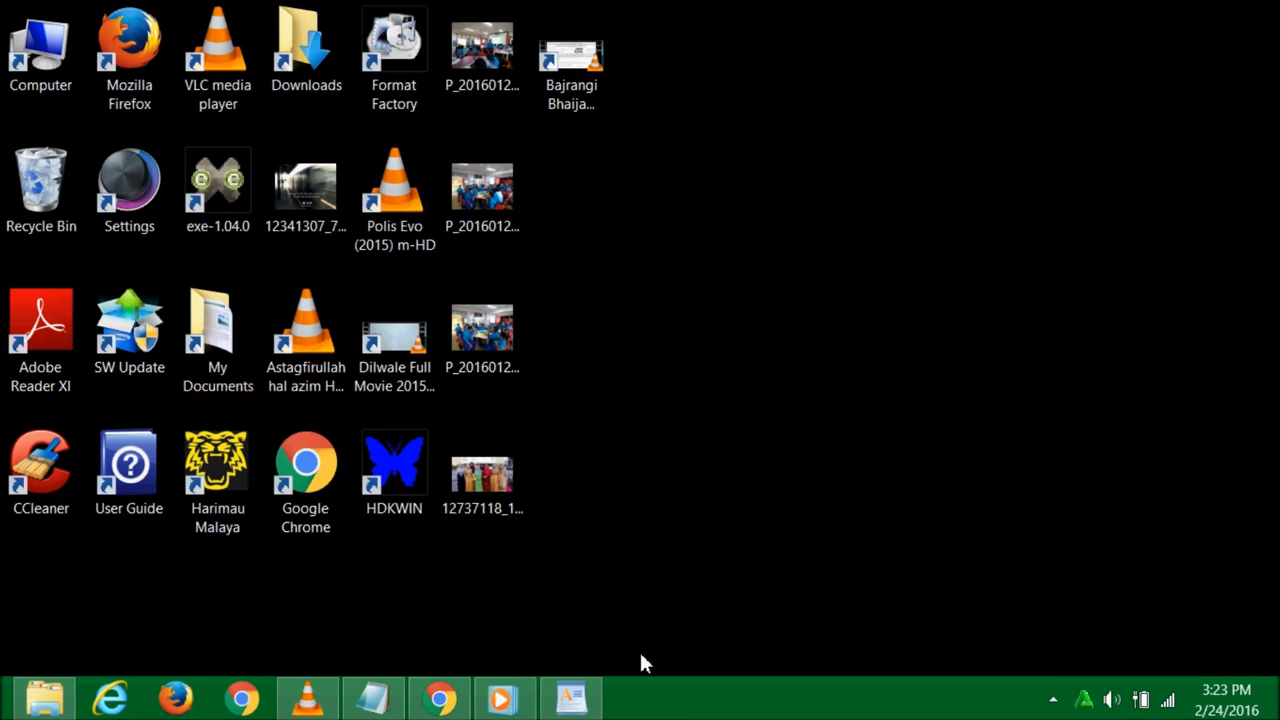 Computer
Mozilla
Firefox
VLC media
player
Downloads
Format
Factory
P_2016012...
Bajrangi
Bhaija...
Recycle Bin
Settings
exe-1.04.0
12341307_7...
Polis Evo
(2015) m-HD
P_2016012...
Adobe
Reader XI
SW Update
My
Documents
Astagfirullah
hal azim H...
Dilwale Full
Movie 2015...
P_2016012...
CCleaner
User Guide
Harimau
Malaya
Google
Chrome
HDKWIN
12737118_1...
3:23 PM
2/24/2016